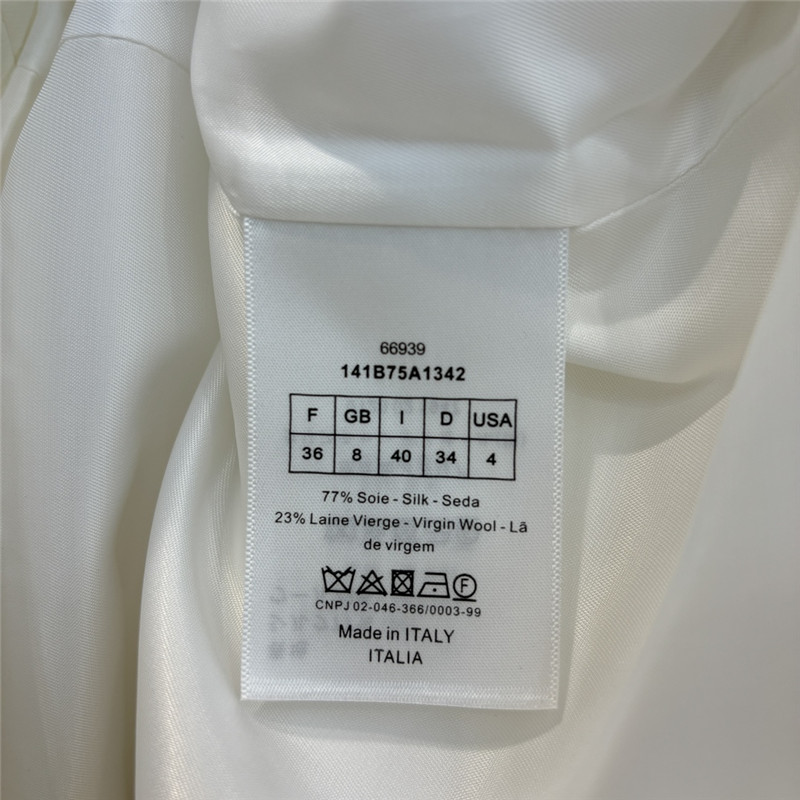 66939
141B75A1342
F GB I D USA
36 8 40 34 4
77% Soie - Silk - Seda
23% Laine Vierge - Virgin Wool - Lã
de virgem
F
CNPJ 02-046-366/0003-99
Made in ITALY
ITALIA